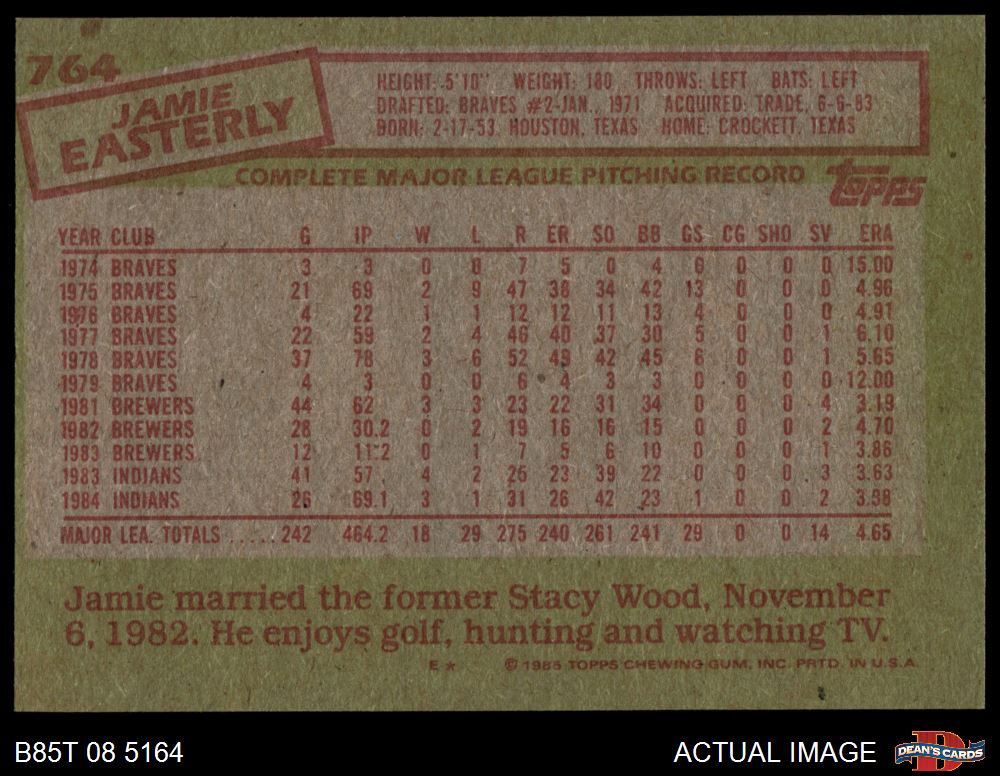 764
JAMIE
EASTERLY
HEIGHT: 5'10" WEIGHT: 180 THROWS: LEFT BATS: LEFT
DRAFTED: BRAVES #2-JAN., 1971 ACQUIRED: TRADE, 6-6-83
BORN: 2-17-53, HOUSTON, TEXAS HOME: CROCKETT, TEXAS
COMPLETE MAJOR LEAGUE PITCHING RECORD
TOPPS
YEAR CLUB G IP W L R ER SO BB GS CG SHO SV ERA
1974 BRAVES 3 3 0 0 7 5 0 4 0 0 0 0 15.00
1975 BRAVES 21 69 2 9 47 38 34 42 13 0 0 0 4.96
1976 BRAVES 4 22 1 1 12 12 11 13 4 0 0 0 4.91
1977 BRAVES 22 59 2 4 46 40 37 30 5 0 0 1 6.10
1978 BRAVES 37 78 3 6 52 49 42 45 6 0 0 1 5.65
1979 BRAVES 4 3 0 0 6 4 3 3 0 0 0 0 12.00
1981 BREWERS 44 62 3 3 23 22 31 34 0 0 0 4 3.19
1982 BREWERS 28 30.2 0 2 19 16 16 15 0 0 0 2 4.70
1983 BREWERS 12 11.2 0 1 7 5 6 10 0 0 0 1 3.86
1983 INDIANS 41 57 4 2 25 23 39 22 0 0 0 3 3.63
1984 INDIANS 26 69.1 3 1 31 26 42 23 1 0 0 2 3.38
MAJOR LEA. TOTALS ..... 242 464.2 18 29 275 240 261 241 29 0 0 14 4.65
Jamie married the former Stacy Wood, November
6, 1982. He enjoys golf, hunting and watching TV.
E★ © 1985 TOPPS CHEWING GUM, INC. PRTD. IN U.S.A.
B85T 08 5164
ACTUAL IMAGE
D
DEAN'S CARDS